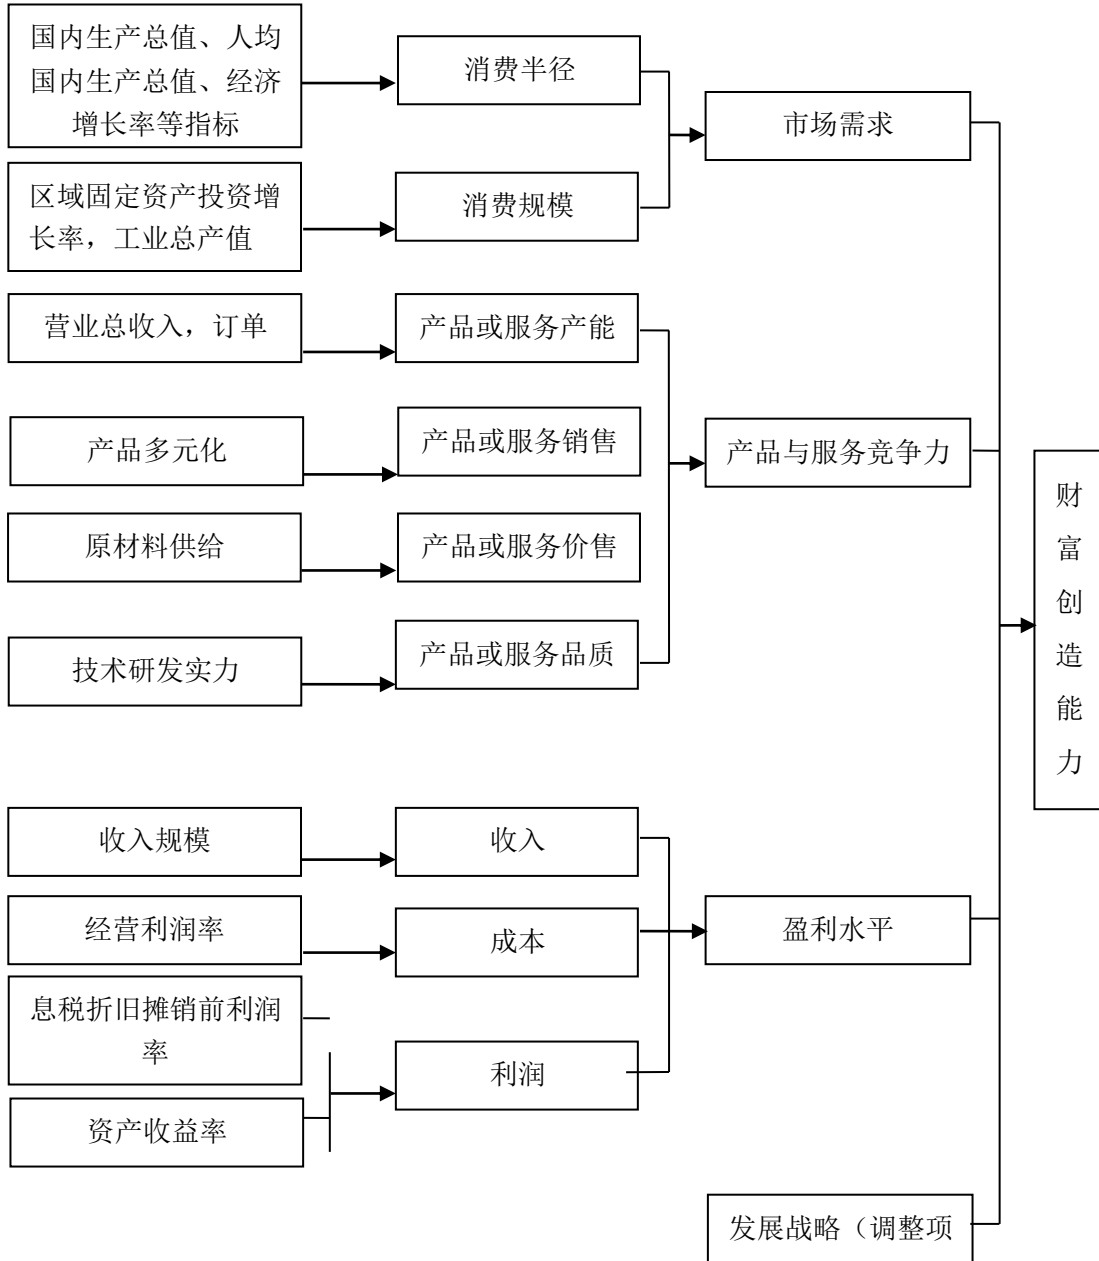 国内生产总值、人均
国内生产总值、经济
增长率等指标
消费半径
市场需求
区域固定资产投资增
长率，工业总产值
消费规模
营业总收入，订单
产品或服务产能
产品多元化
产品或服务销售
产品与服务竞争力
原材料供给
产品或服务价售
技术研发实力
产品或服务品质
财
富
创
造
能
力
收入规模
收入
经营利润率
成本
盈利水平
息税折旧摊销前利润
率
利润
资产收益率
发展战略（调整项